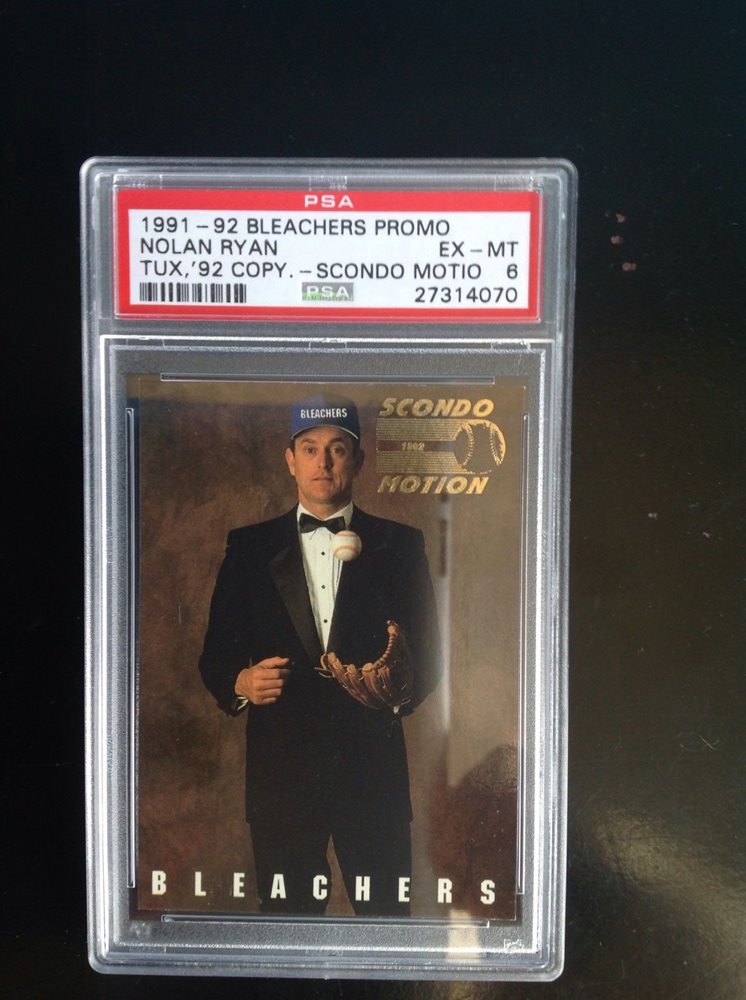 PSA
1991-92 BLEACHERS PROMO
NOLAN RYAN EX-MT
TUX,'92 COPY.-SCONDO MOTIO 6
PSA 27314070
BLEACHERS
SCONDO
1992
MOTION
BLEACHERS